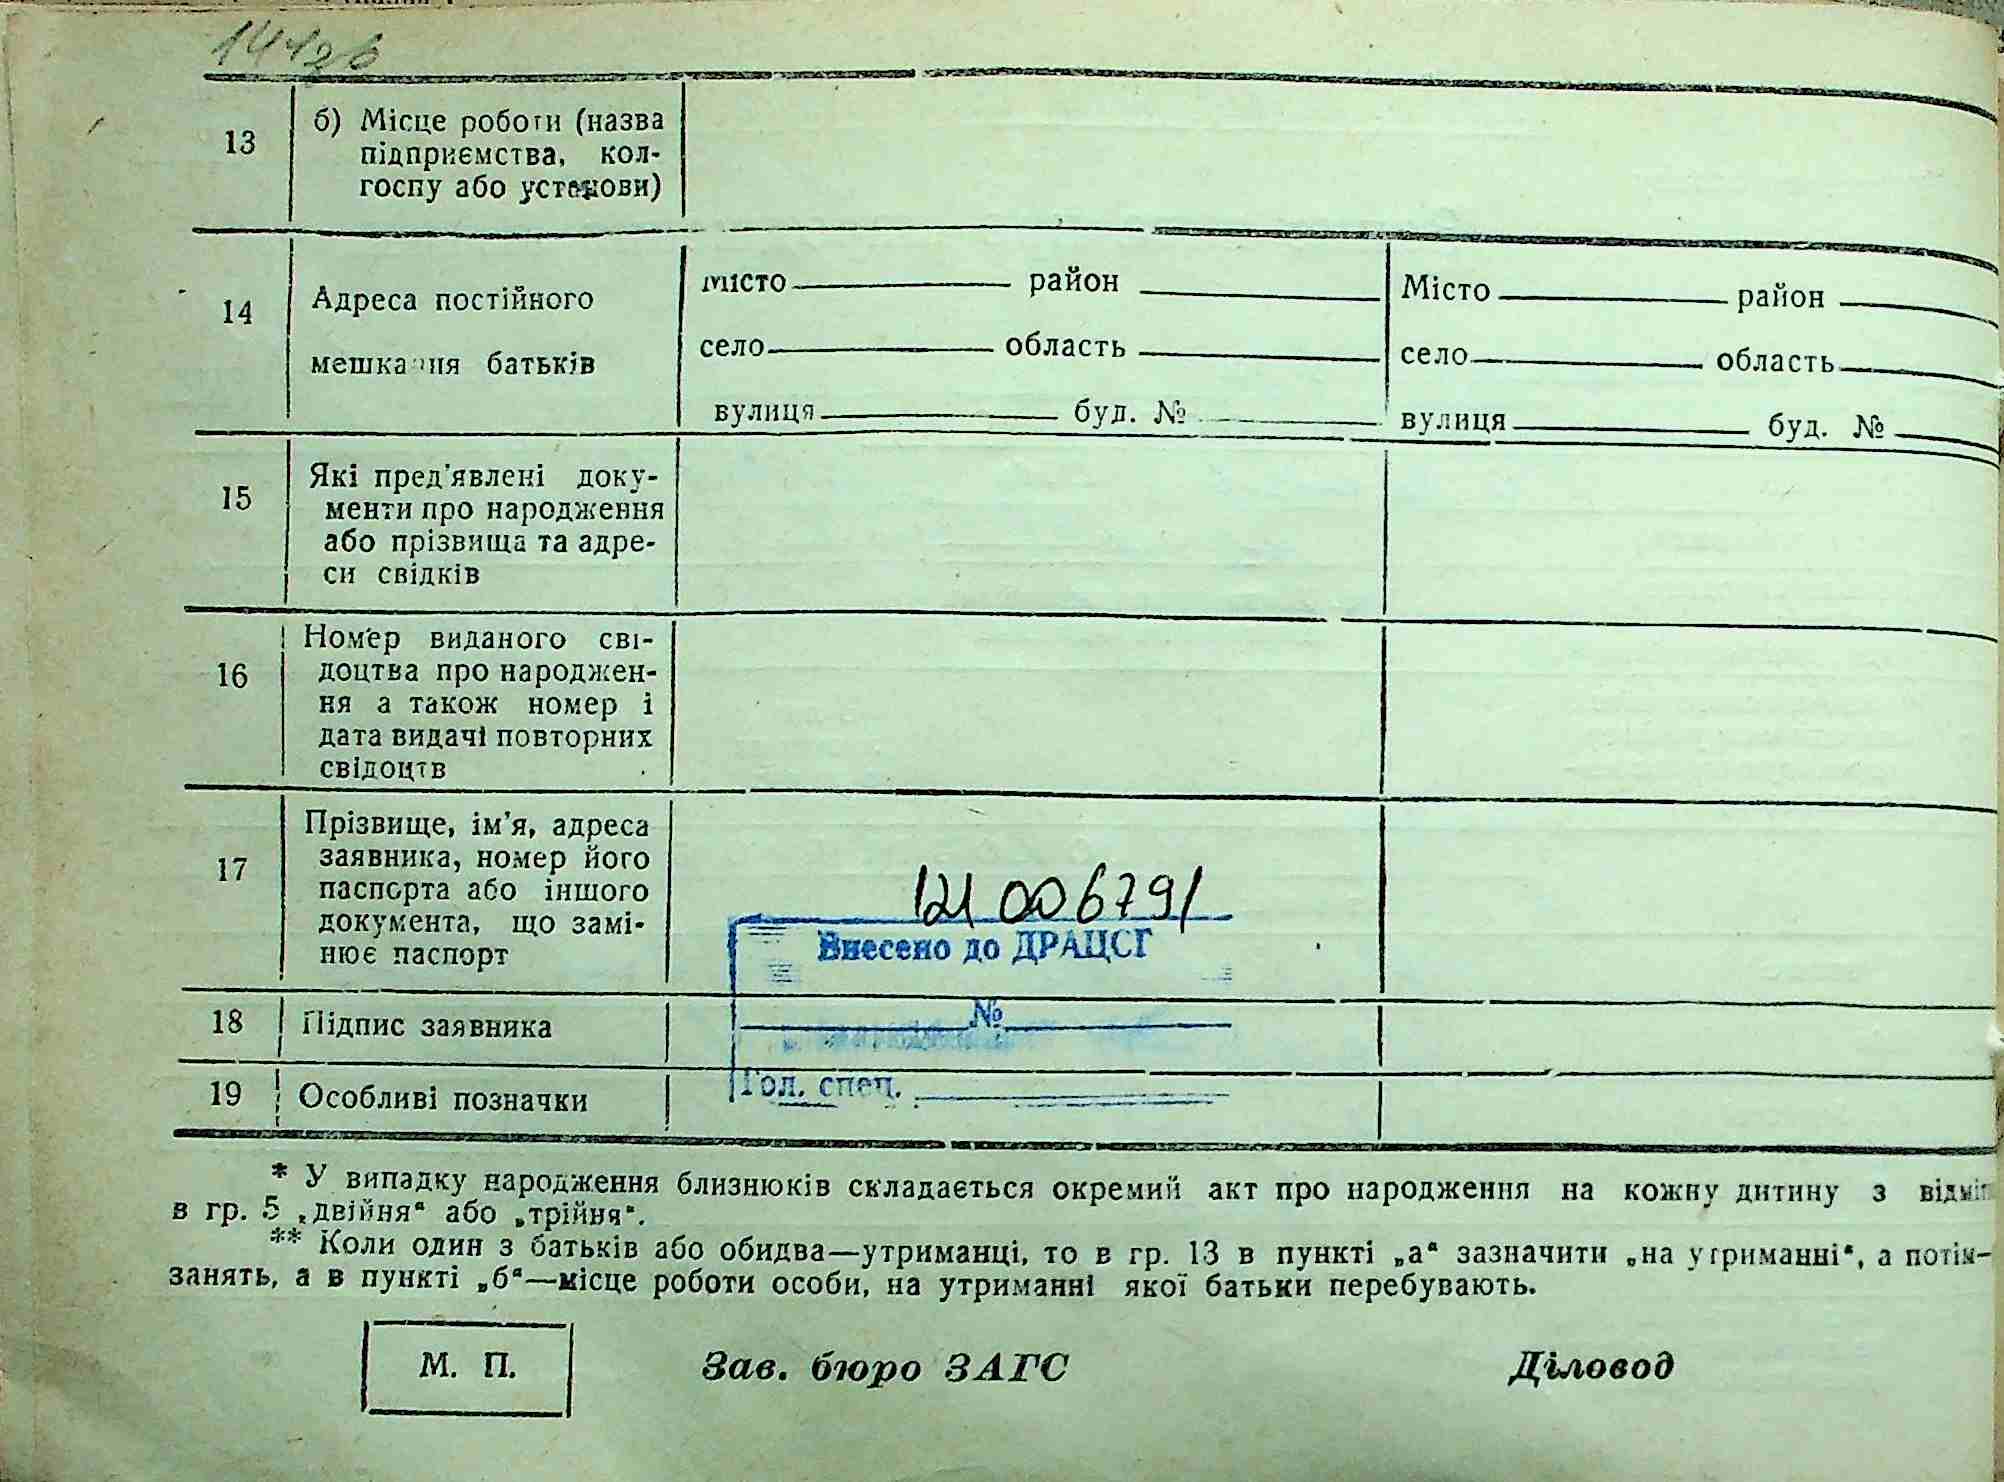 13
б) Місце роботи (назва
підприємства, кол-
госпу або установи)
14
Адреса постійного
мешкання батьків
місто район
село область
вулиця буд. №
Місто район
село область
вулиця буд. №
15
Які пред'явлені доку-
менти про народження
або прізвища та адре-
си свідків
16
Номер виданого сві-
доцтва про народжен-
ня а також номер і
дата видачі повторних
свідоцтв
17
Прізвище, ім'я, адреса
заявника, номер його
паспорта або іншого
документа, що замі-
нює паспорт
121 006791
Внесено до ДРАЦСГ
№
Гол. спец.
18
Підпис заявника
19
Особливі позначки
* У випадку народження близнюків складається окремий акт про народження на кожну дитину з
в гр. 5 „двійня“ або „трійня“.
** Коли один з батьків або обидва—утриманці, то в гр. 13 в пункті „а“ зазначити „на утриманні“, а потім—
занять, а в пункті „б“—місце роботи особи, на утриманні якої батьки перебувають.
М. П.
Зав. бюро ЗАГС
Діловод